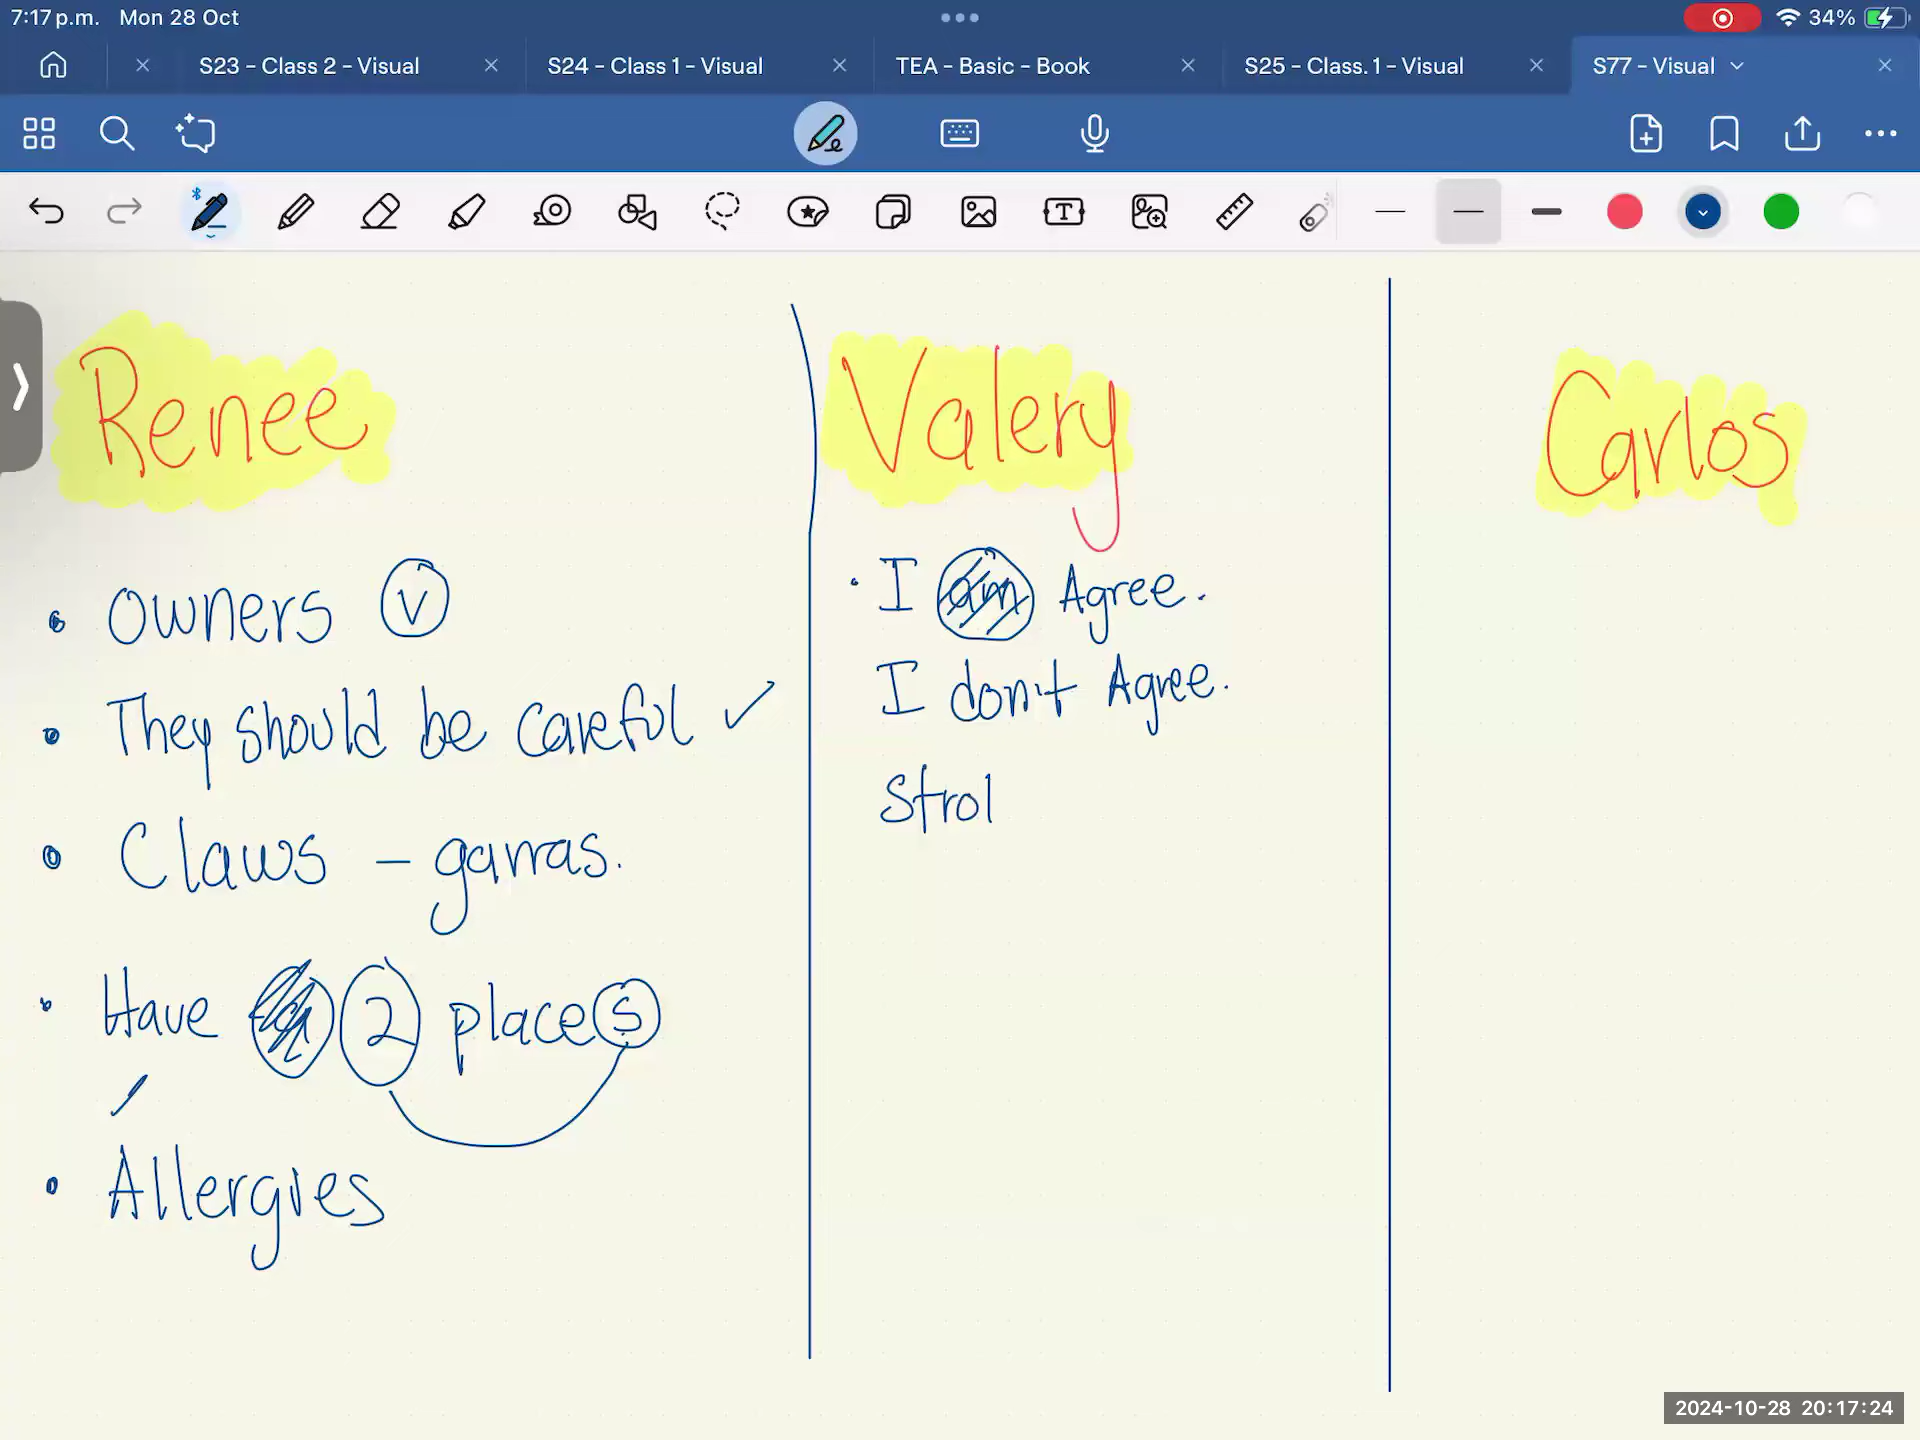 7:17 p.m. Mon 28 Oct
34%
S23 - Class 2 - Visual
S24 - Class 1 - Visual
TEA - Basic - Book
S25 - Class. 1 - Visual
S77 - Visual
Renee
• Owners V
• They should be careful ✓
• Claws – garras.
• Have a 2 places
• Allergies
Valery
• I am Agree.
I don't Agree.
Strol
Carlos
2024-10-28 20:17:24